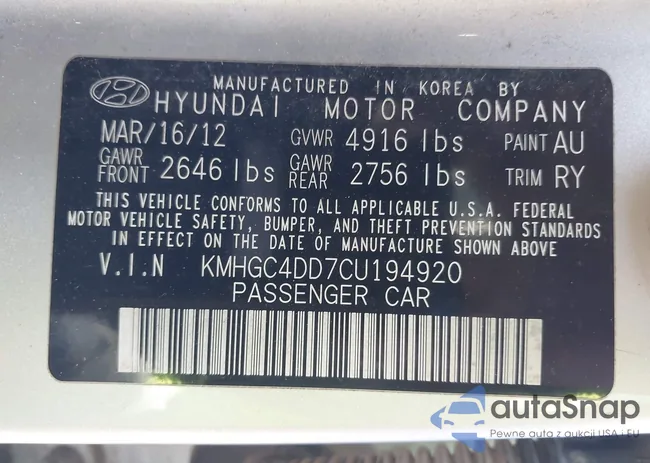 MANUFACTURED IN KOREA BY
HYUNDAI MOTOR COMPANY
MAR/16/12 GVWR 4916 lbs PAINT AU
GAWR FRONT 2646 lbs GAWR REAR 2756 lbs TRIM RY
THIS VEHICLE CONFORMS TO ALL APPLICABLE U.S.A. FEDERAL
MOTOR VEHICLE SAFETY, BUMPER, AND THEFT PREVENTION STANDARDS
IN EFFECT ON THE DATE OF MANUFACTURE SHOWN ABOVE
V.I.N KMHGC4DD7CU194920
PASSENGER CAR
autaSnap
Pewne auta z aukcji USA i EU